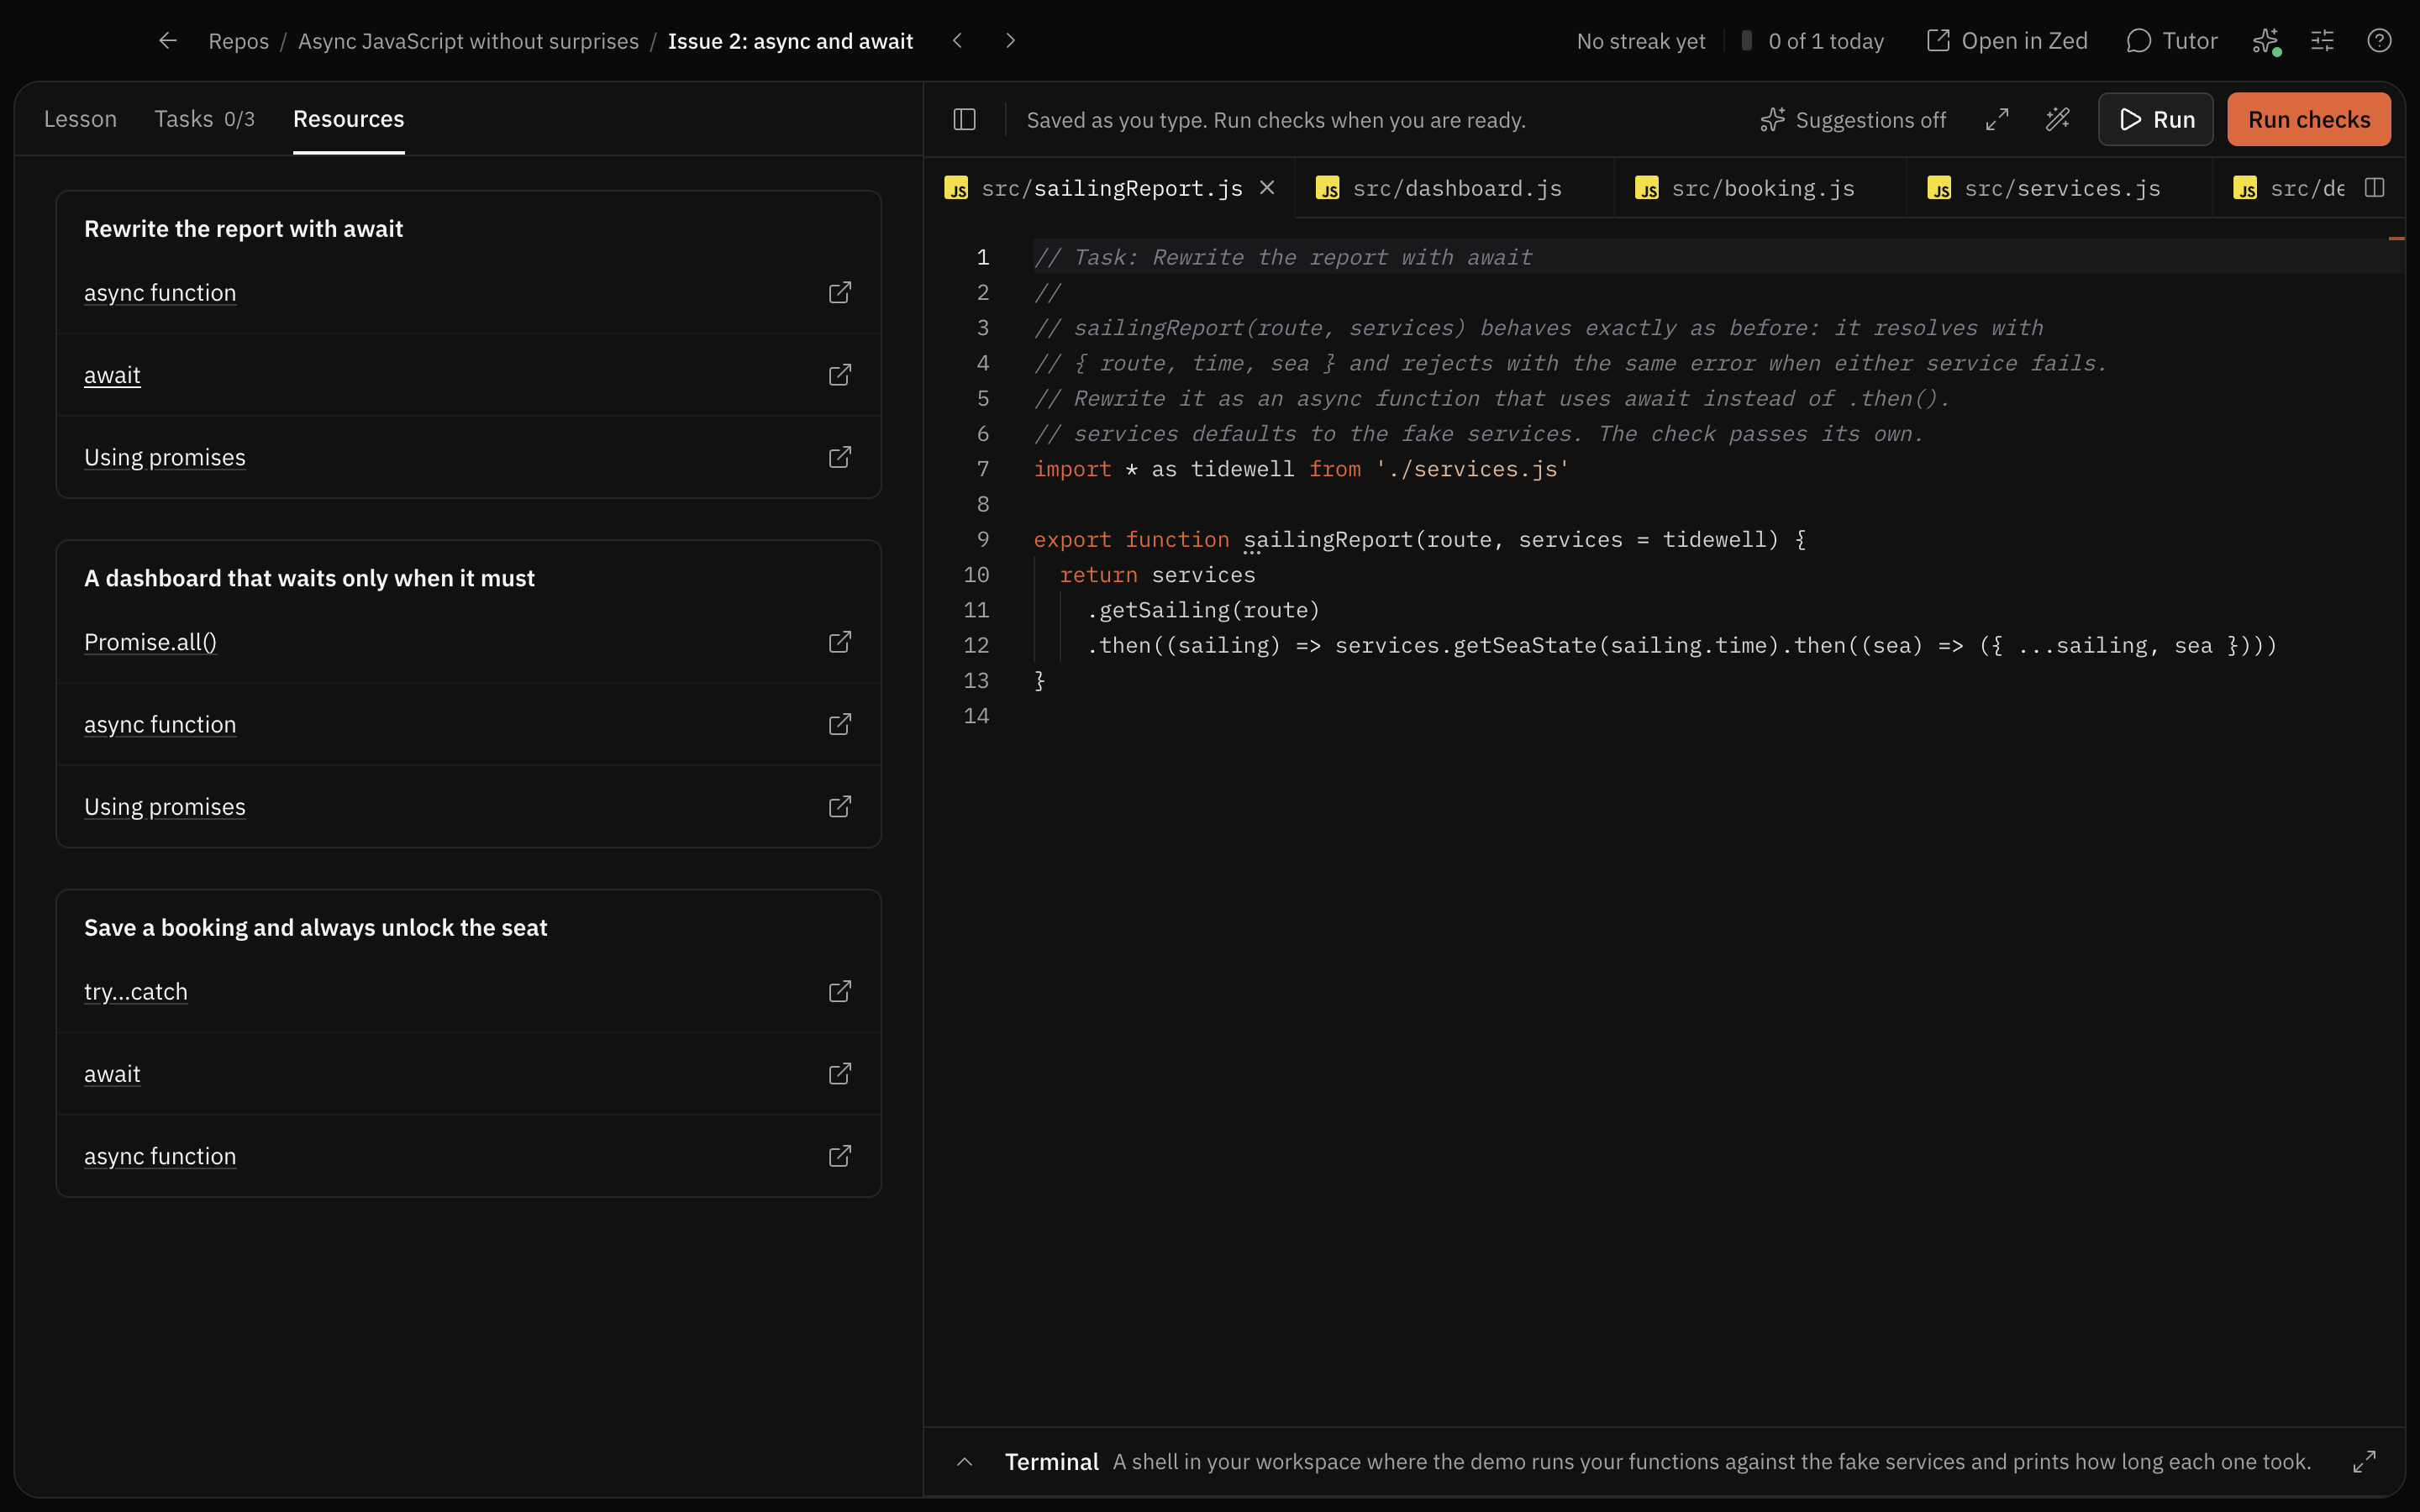 Repos / Async JavaScript without surprises / Issue 2: async and await
No streak yet
0 of 1 today
Open in Zed
Tutor
Lesson
Tasks 0/3
Resources
Rewrite the report with await
async function
await
Using promises
A dashboard that waits only when it must
Promise.all()
async function
Using promises
Save a booking and always unlock the seat
try...catch
await
async function
Saved as you type. Run checks when you are ready.
Suggestions off
Run
Run checks
JS src/sailingReport.js
JS src/dashboard.js
JS src/booking.js
JS src/services.js
JS src/de
1 // Task: Rewrite the report with await
2 //
3 // sailingReport(route, services) behaves exactly as before: it resolves with
4 // { route, time, sea } and rejects with the same error when either service fails.
5 // Rewrite it as an async function that uses await instead of .then().
6 // services defaults to the fake services. The check passes its own.
7 import * as tidewell from './services.js'
8
9 export function sailingReport(route, services = tidewell) {
10 return services
11 .getSailing(route)
12 .then((sailing) => services.getSeaState(sailing.time).then((sea) => ({ ...sailing, sea })))
13 }
14
Terminal A shell in your workspace where the demo runs your functions against the fake services and prints how long each one took.